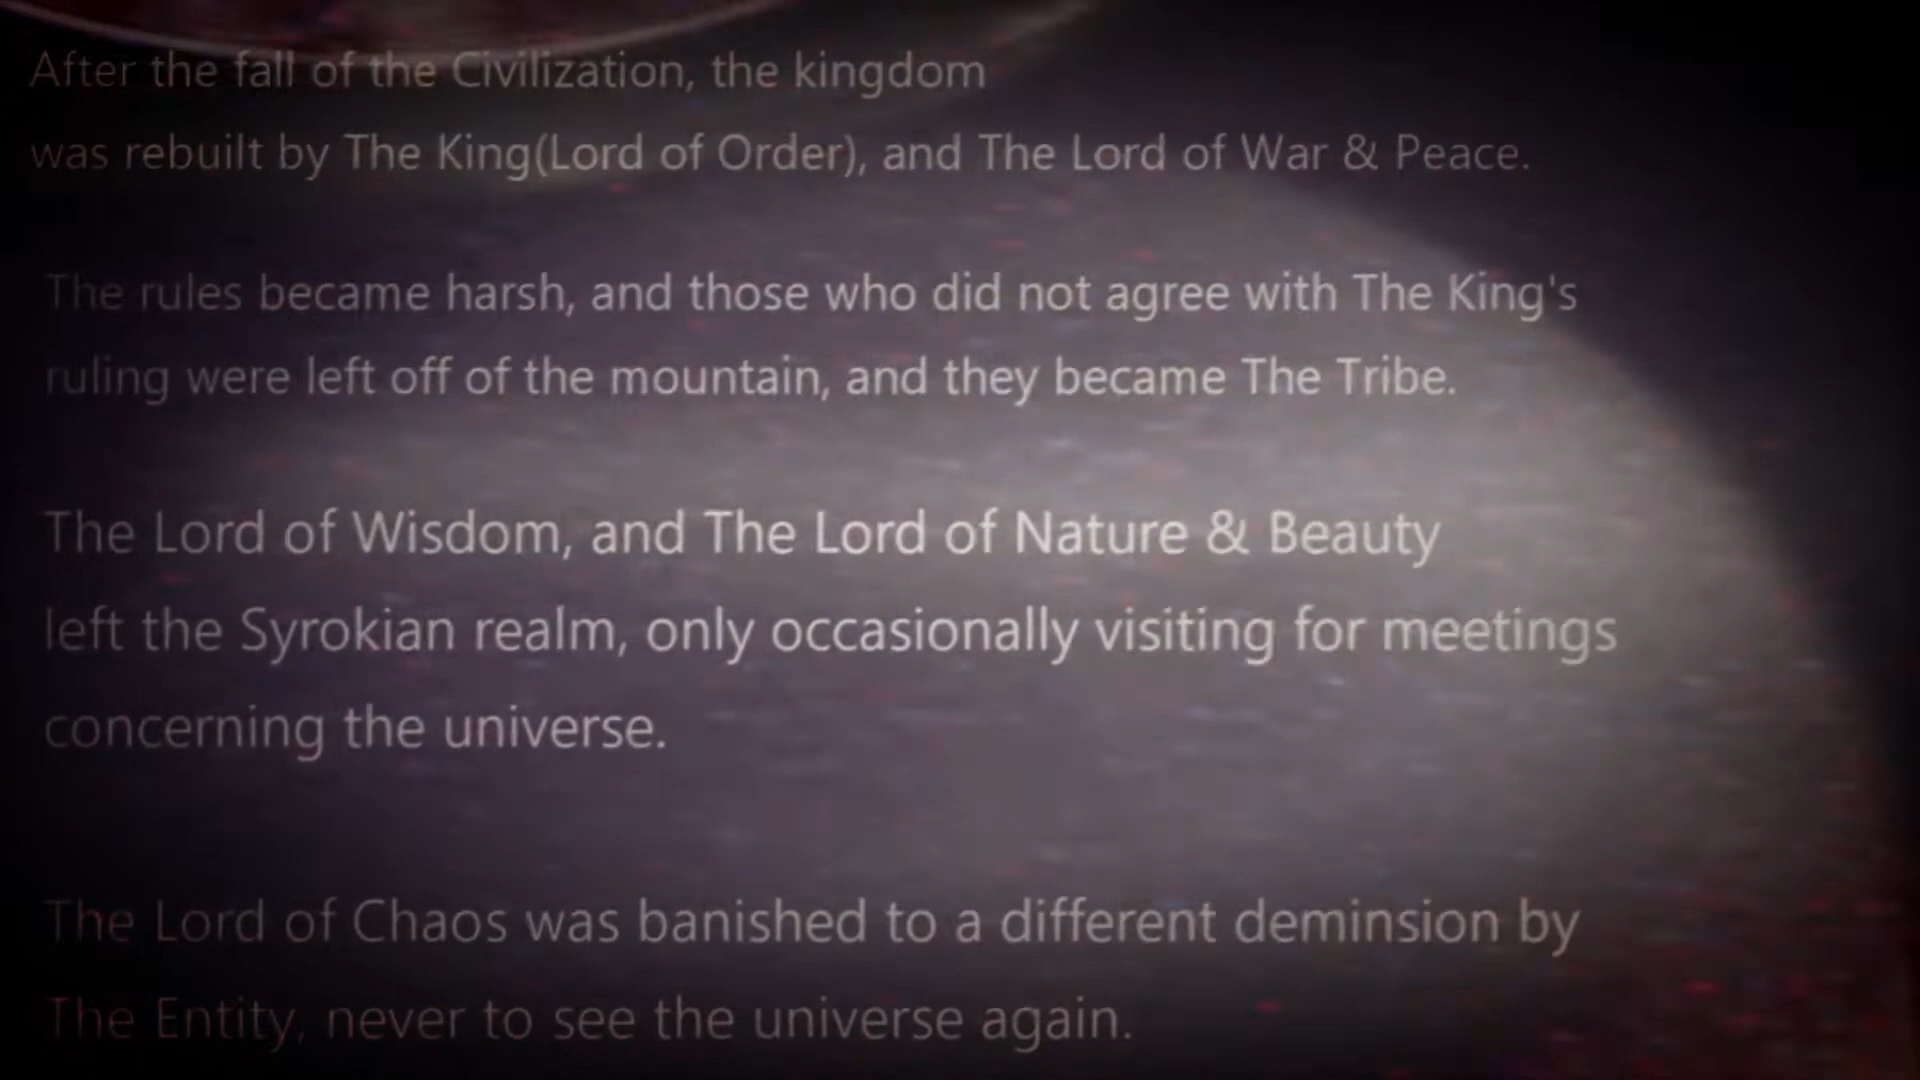 After the fall of the Civilization, the kingdom
was rebuilt by The King(Lord of Order), and The Lord of War & Peace.
The rules became harsh, and those who did not agree with The King's
ruling were left off of the mountain, and they became The Tribe.
The Lord of Wisdom, and The Lord of Nature & Beauty
left the Syrokian realm, only occasionally visiting for meetings
concerning the universe.
The Lord of Chaos was banished to a different deminsion by
The Entity, never to see the universe again.